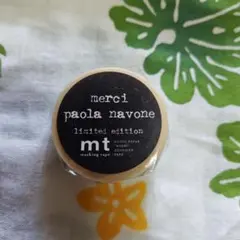 merci
paola navone
limited edition
mt
masking tape